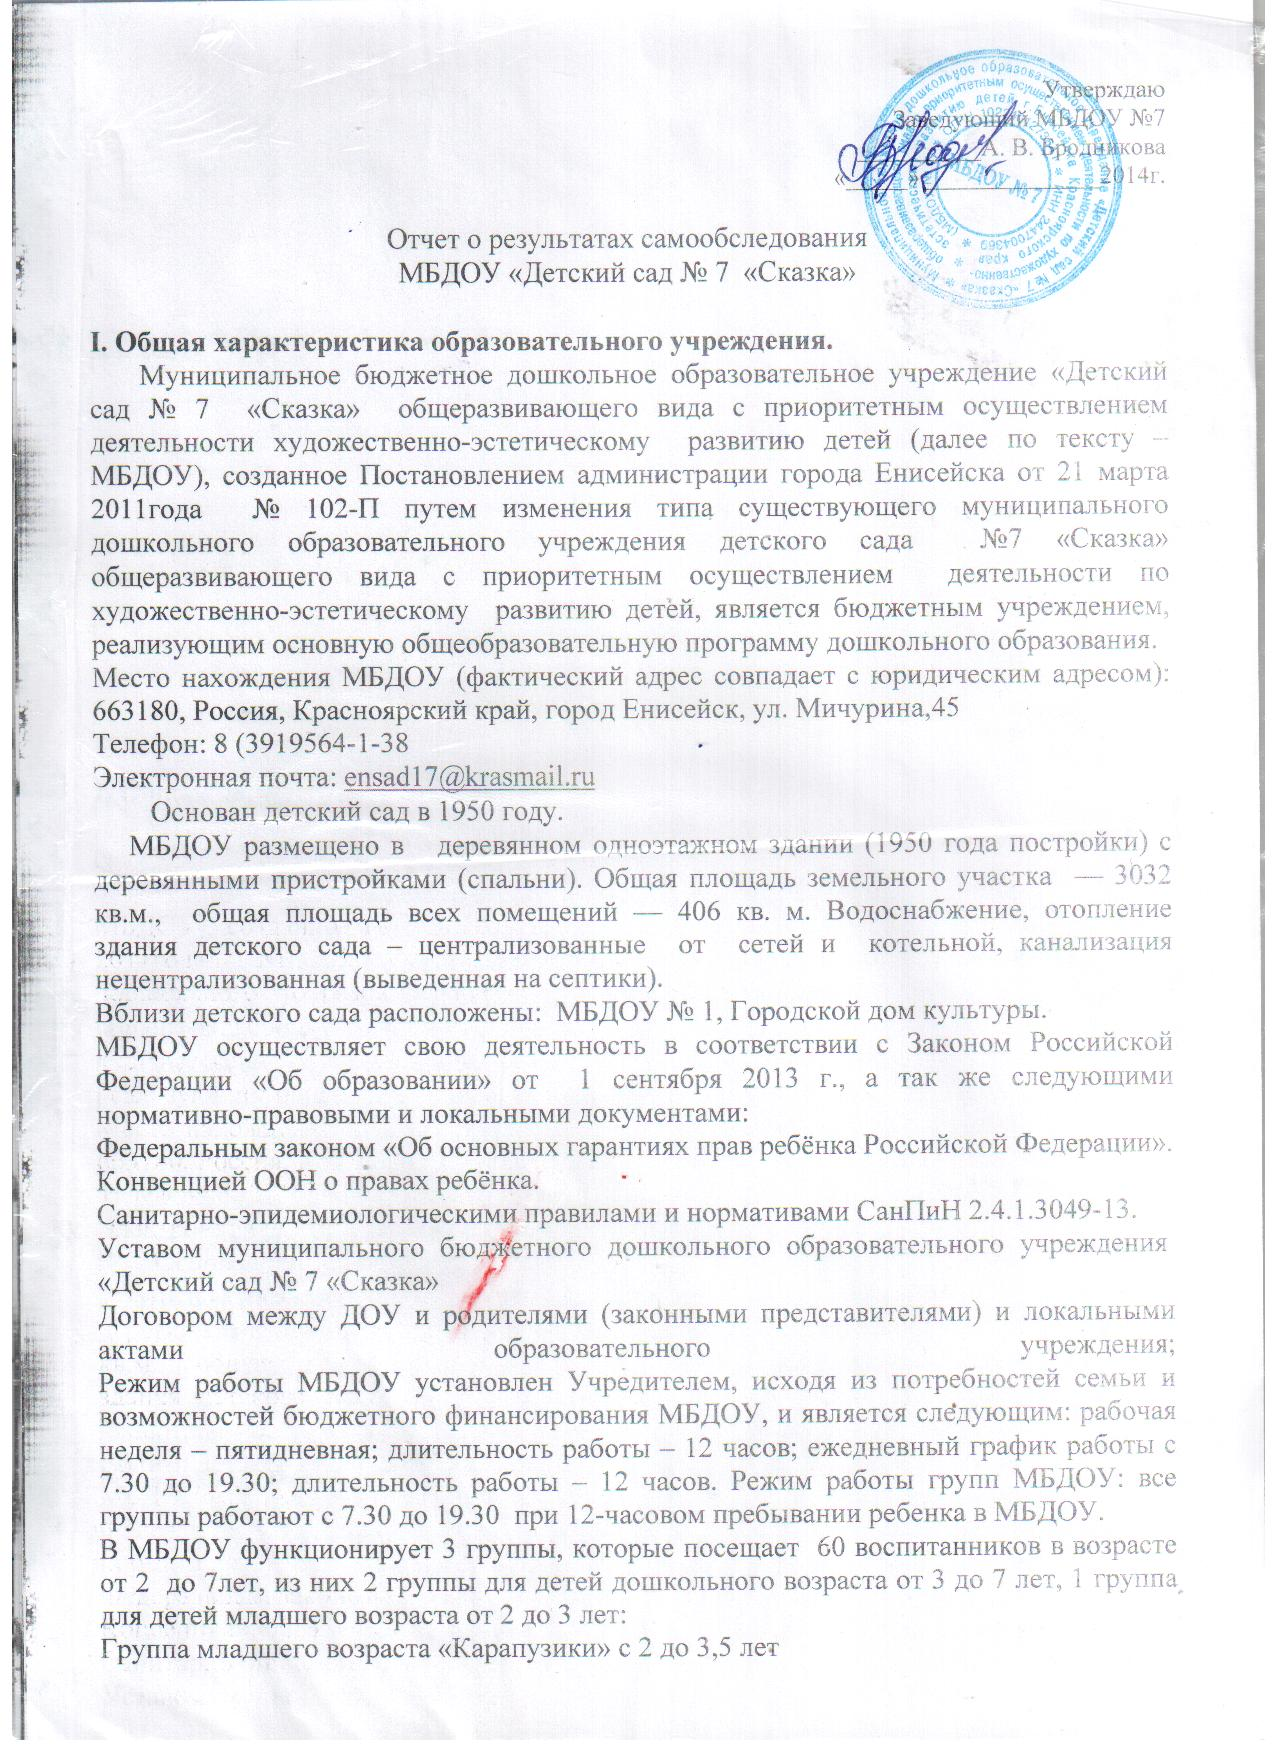 Утверждаю
Заведующий МБДОУ №7
А. В. Бродникова
«____»______________2014г.
Отчет о результатах самообследования
МБДОУ «Детский сад № 7 «Сказка»
I. Общая характеристика образовательного учреждения.
Муниципальное бюджетное дошкольное образовательное учреждение «Детский
сад № 7 «Сказка» общеразвивающего вида с приоритетным осуществлением
деятельности художественно-эстетическому развитию детей (далее по тексту –
МБДОУ), созданное Постановлением администрации города Енисейска от 21 марта
2011года № 102-П путем изменения типа существующего муниципального
дошкольного образовательного учреждения детского сада №7 «Сказка»
общеразвивающего вида с приоритетным осуществлением деятельности по
художественно-эстетическому развитию детей, является бюджетным учреждением,
реализующим основную общеобразовательную программу дошкольного образования.
Место нахождения МБДОУ (фактический адрес совпадает с юридическим адресом):
663180, Россия, Красноярский край, город Енисейск, ул. Мичурина,45
Телефон: 8 (3919564-1-38
Электронная почта: ensad17@krasmail.ru
Основан детский сад в 1950 году.
МБДОУ размещено в деревянном одноэтажном здании (1950 года постройки) с
деревянными пристройками (спальни). Общая площадь земельного участка — 3032
кв.м., общая площадь всех помещений — 406 кв. м. Водоснабжение, отопление
здания детского сада – централизованные от сетей и котельной, канализация
нецентрализованная (выведенная на септики).
Вблизи детского сада расположены: МБДОУ № 1, Городской дом культуры.
МБДОУ осуществляет свою деятельность в соответствии с Законом Российской
Федерации «Об образовании» от 1 сентября 2013 г., а так же следующими
нормативно-правовыми и локальными документами:
Федеральным законом «Об основных гарантиях прав ребёнка Российской Федерации».
Конвенцией ООН о правах ребёнка.
Санитарно-эпидемиологическими правилами и нормативами СанПиН 2.4.1.3049-13.
Уставом муниципального бюджетного дошкольного образовательного учреждения
«Детский сад № 7 «Сказка»
Договором между ДОУ и родителями (законными представителями) и локальными
актами образовательного учреждения;
Режим работы МБДОУ установлен Учредителем, исходя из потребностей семьи и
возможностей бюджетного финансирования МБДОУ, и является следующим: рабочая
неделя – пятидневная; длительность работы – 12 часов; ежедневный график работы с
7.30 до 19.30; длительность работы – 12 часов. Режим работы групп МБДОУ: все
группы работают с 7.30 до 19.30 при 12-часовом пребывании ребенка в МБДОУ.
В МБДОУ функционирует 3 группы, которые посещает 60 воспитанников в возрасте
от 2 до 7лет, из них 2 группы для детей дошкольного возраста от 3 до 7 лет, 1 группа
для детей младшего возраста от 2 до 3 лет:
Группа младшего возраста «Карапузики» с 2 до 3,5 лет
МБДОУ № 7